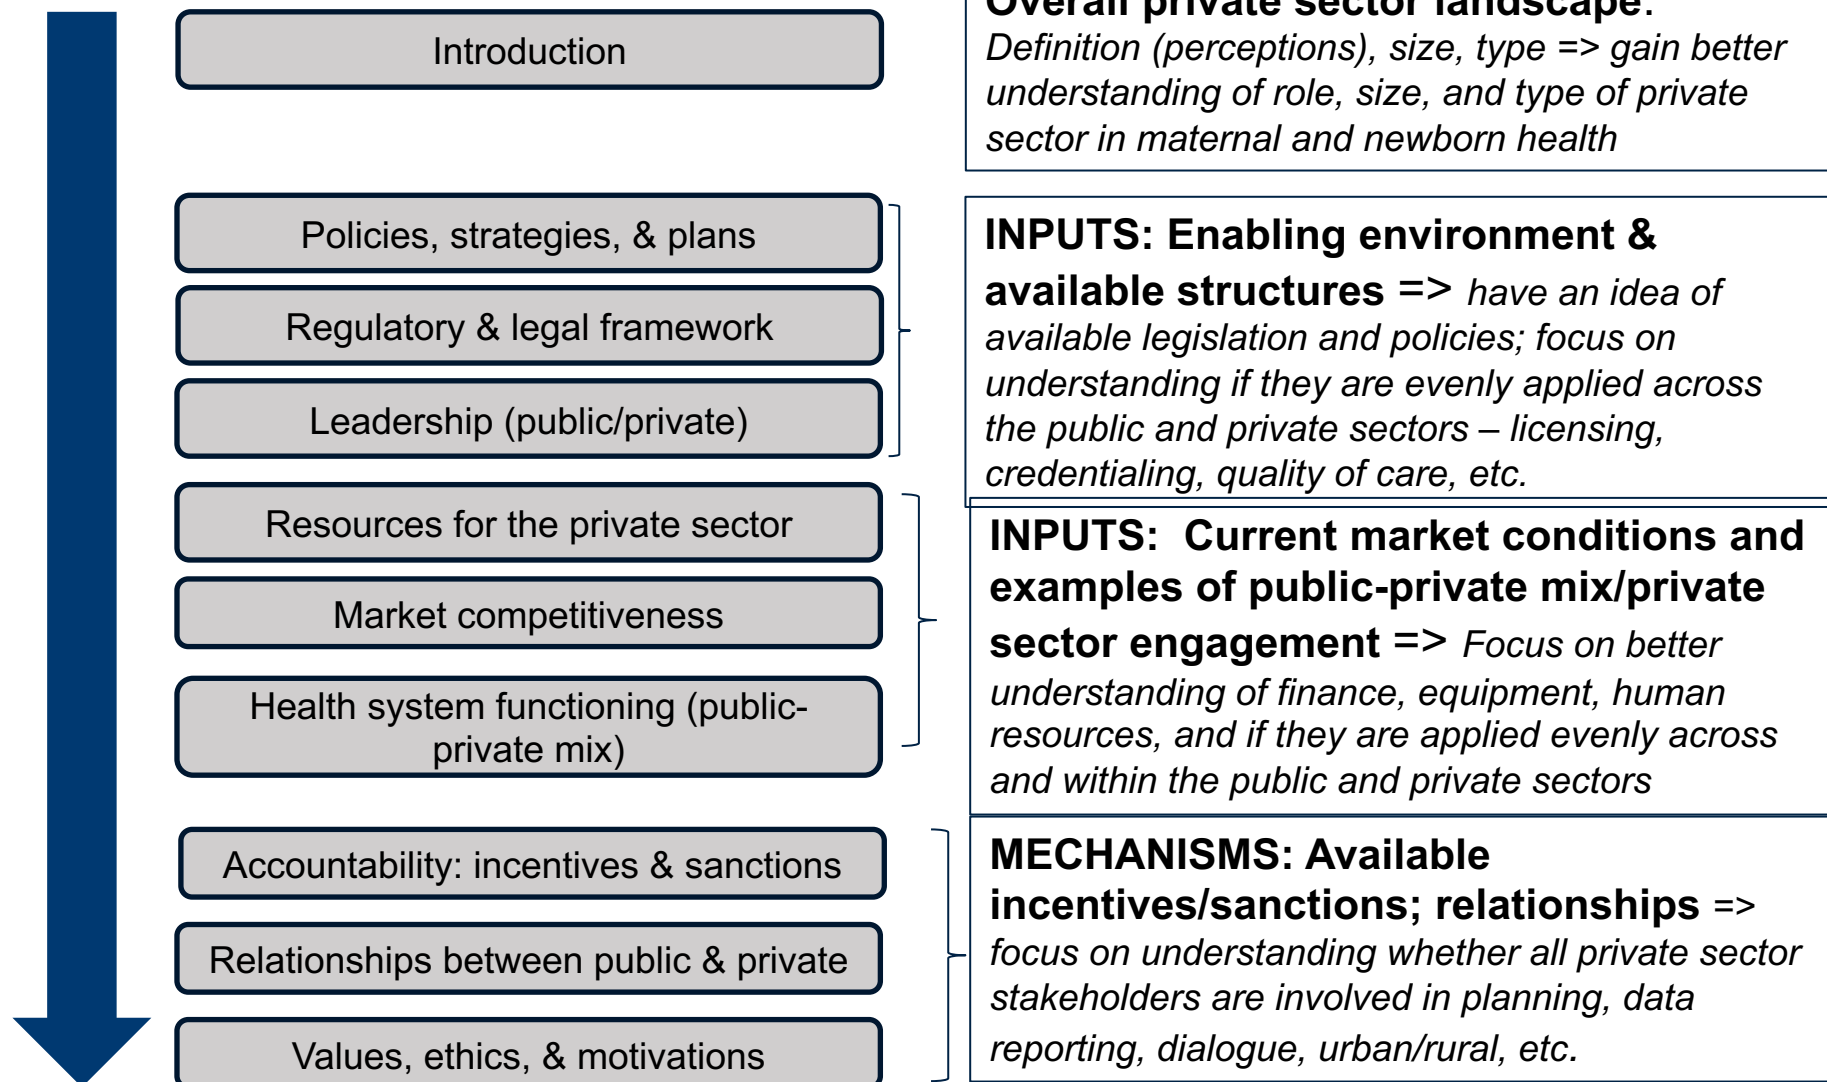 Introduction
Overall private sector landscape:
Definition (perceptions), size, type => gain better
understanding of role, size, and type of private
sector in maternal and newborn health
Policies, strategies, & plans
Regulatory & legal framework
Leadership (public/private)
INPUTS: Enabling environment &
available structures => have an idea of
available legislation and policies; focus on
understanding if they are evenly applied across
the public and private sectors – licensing,
credentialing, quality of care, etc.
Resources for the private sector
Market competitiveness
Health system functioning (public-
private mix)
INPUTS: Current market conditions and
examples of public-private mix/private
sector engagement => Focus on better
understanding of finance, equipment, human
resources, and if they are applied evenly across
and within the public and private sectors
Accountability: incentives & sanctions
Relationships between public & private
Values, ethics, & motivations
MECHANISMS: Available
incentives/sanctions; relationships =>
focus on understanding whether all private sector
stakeholders are involved in planning, data
reporting, dialogue, urban/rural, etc.